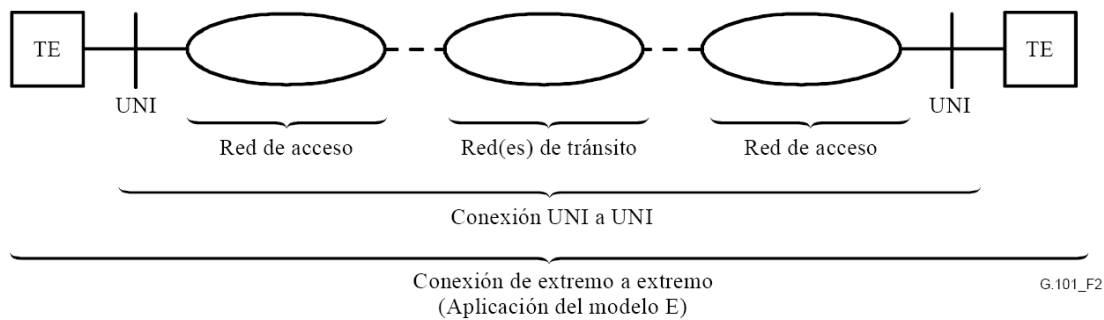 TE
TE
UNI
UNI
Red de acceso
Red(es) de tránsito
Red de acceso
Conexión UNI a UNI
Conexión de extremo a extremo
(Aplicación del modelo E)
G.101_F2